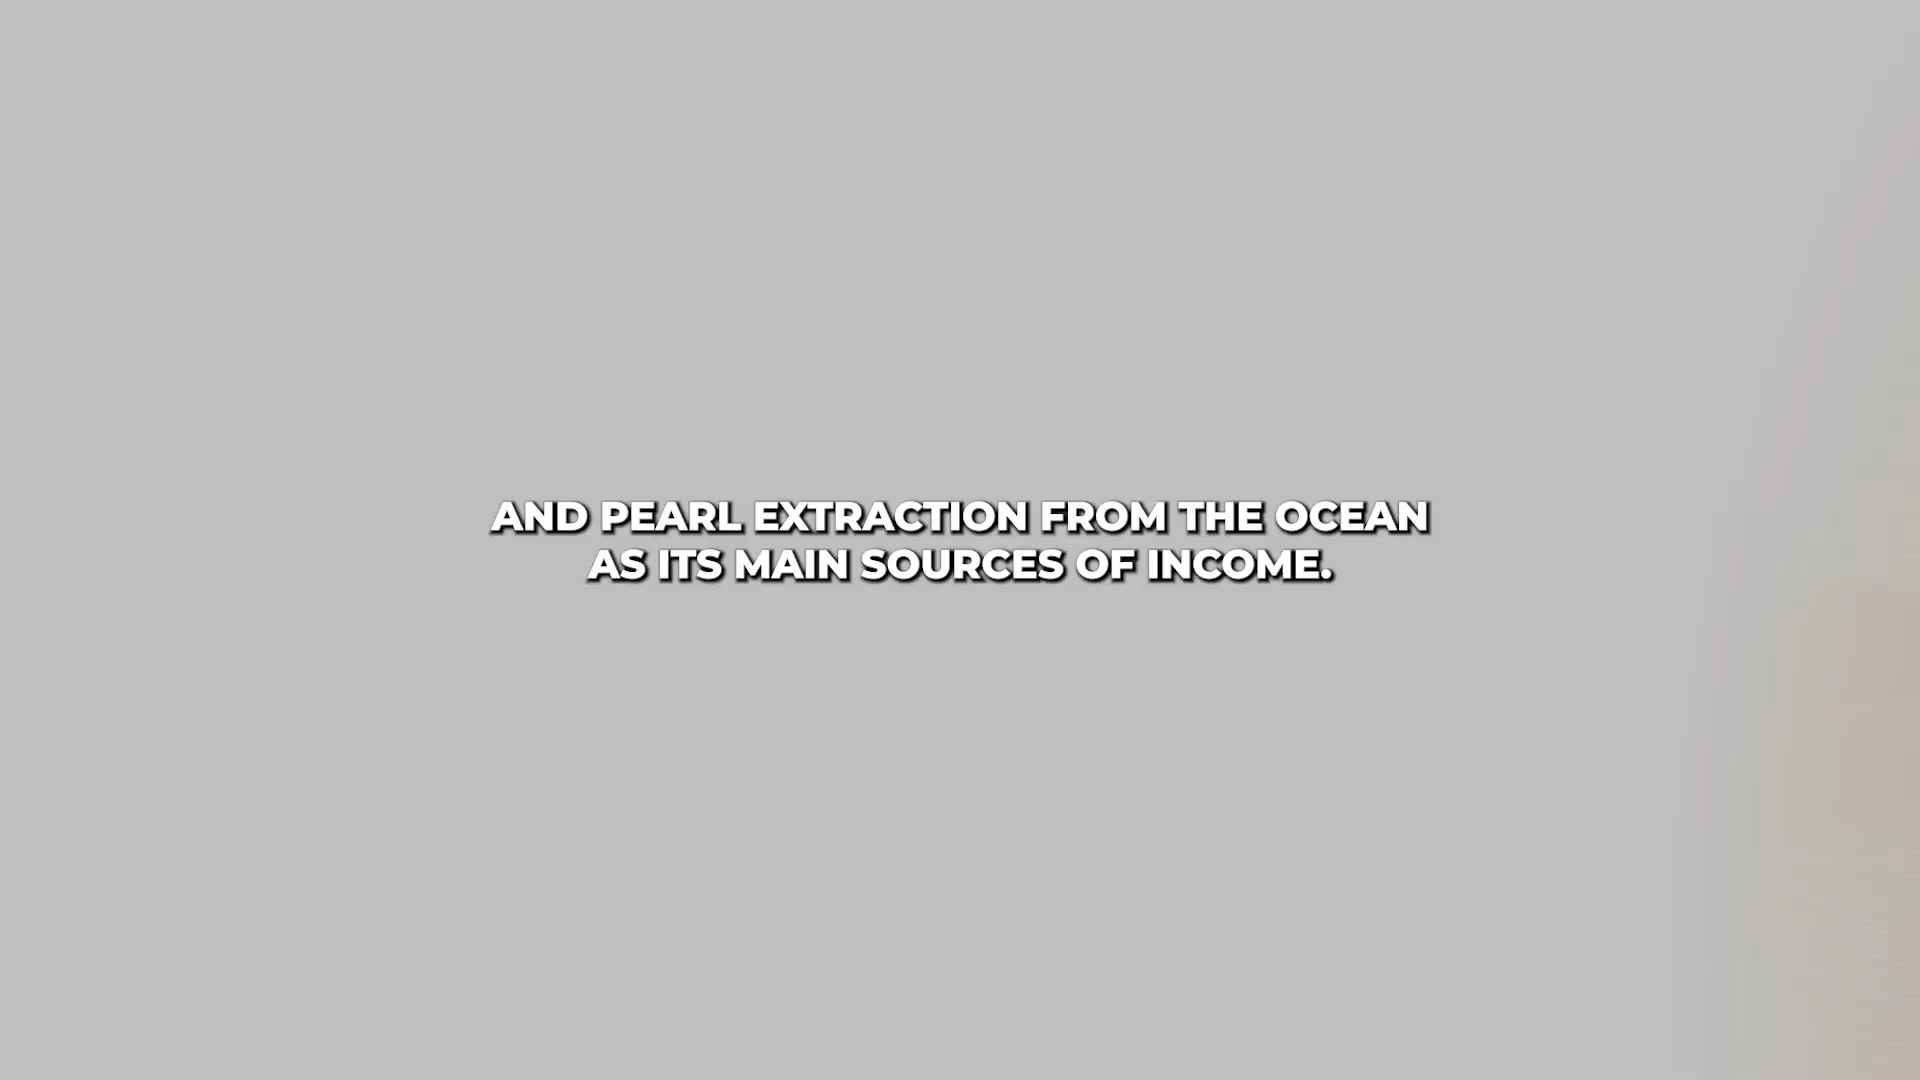 AND PEARL EXTRACTION FROM THE OCEAN
AS ITS MAIN SOURCES OF INCOME.